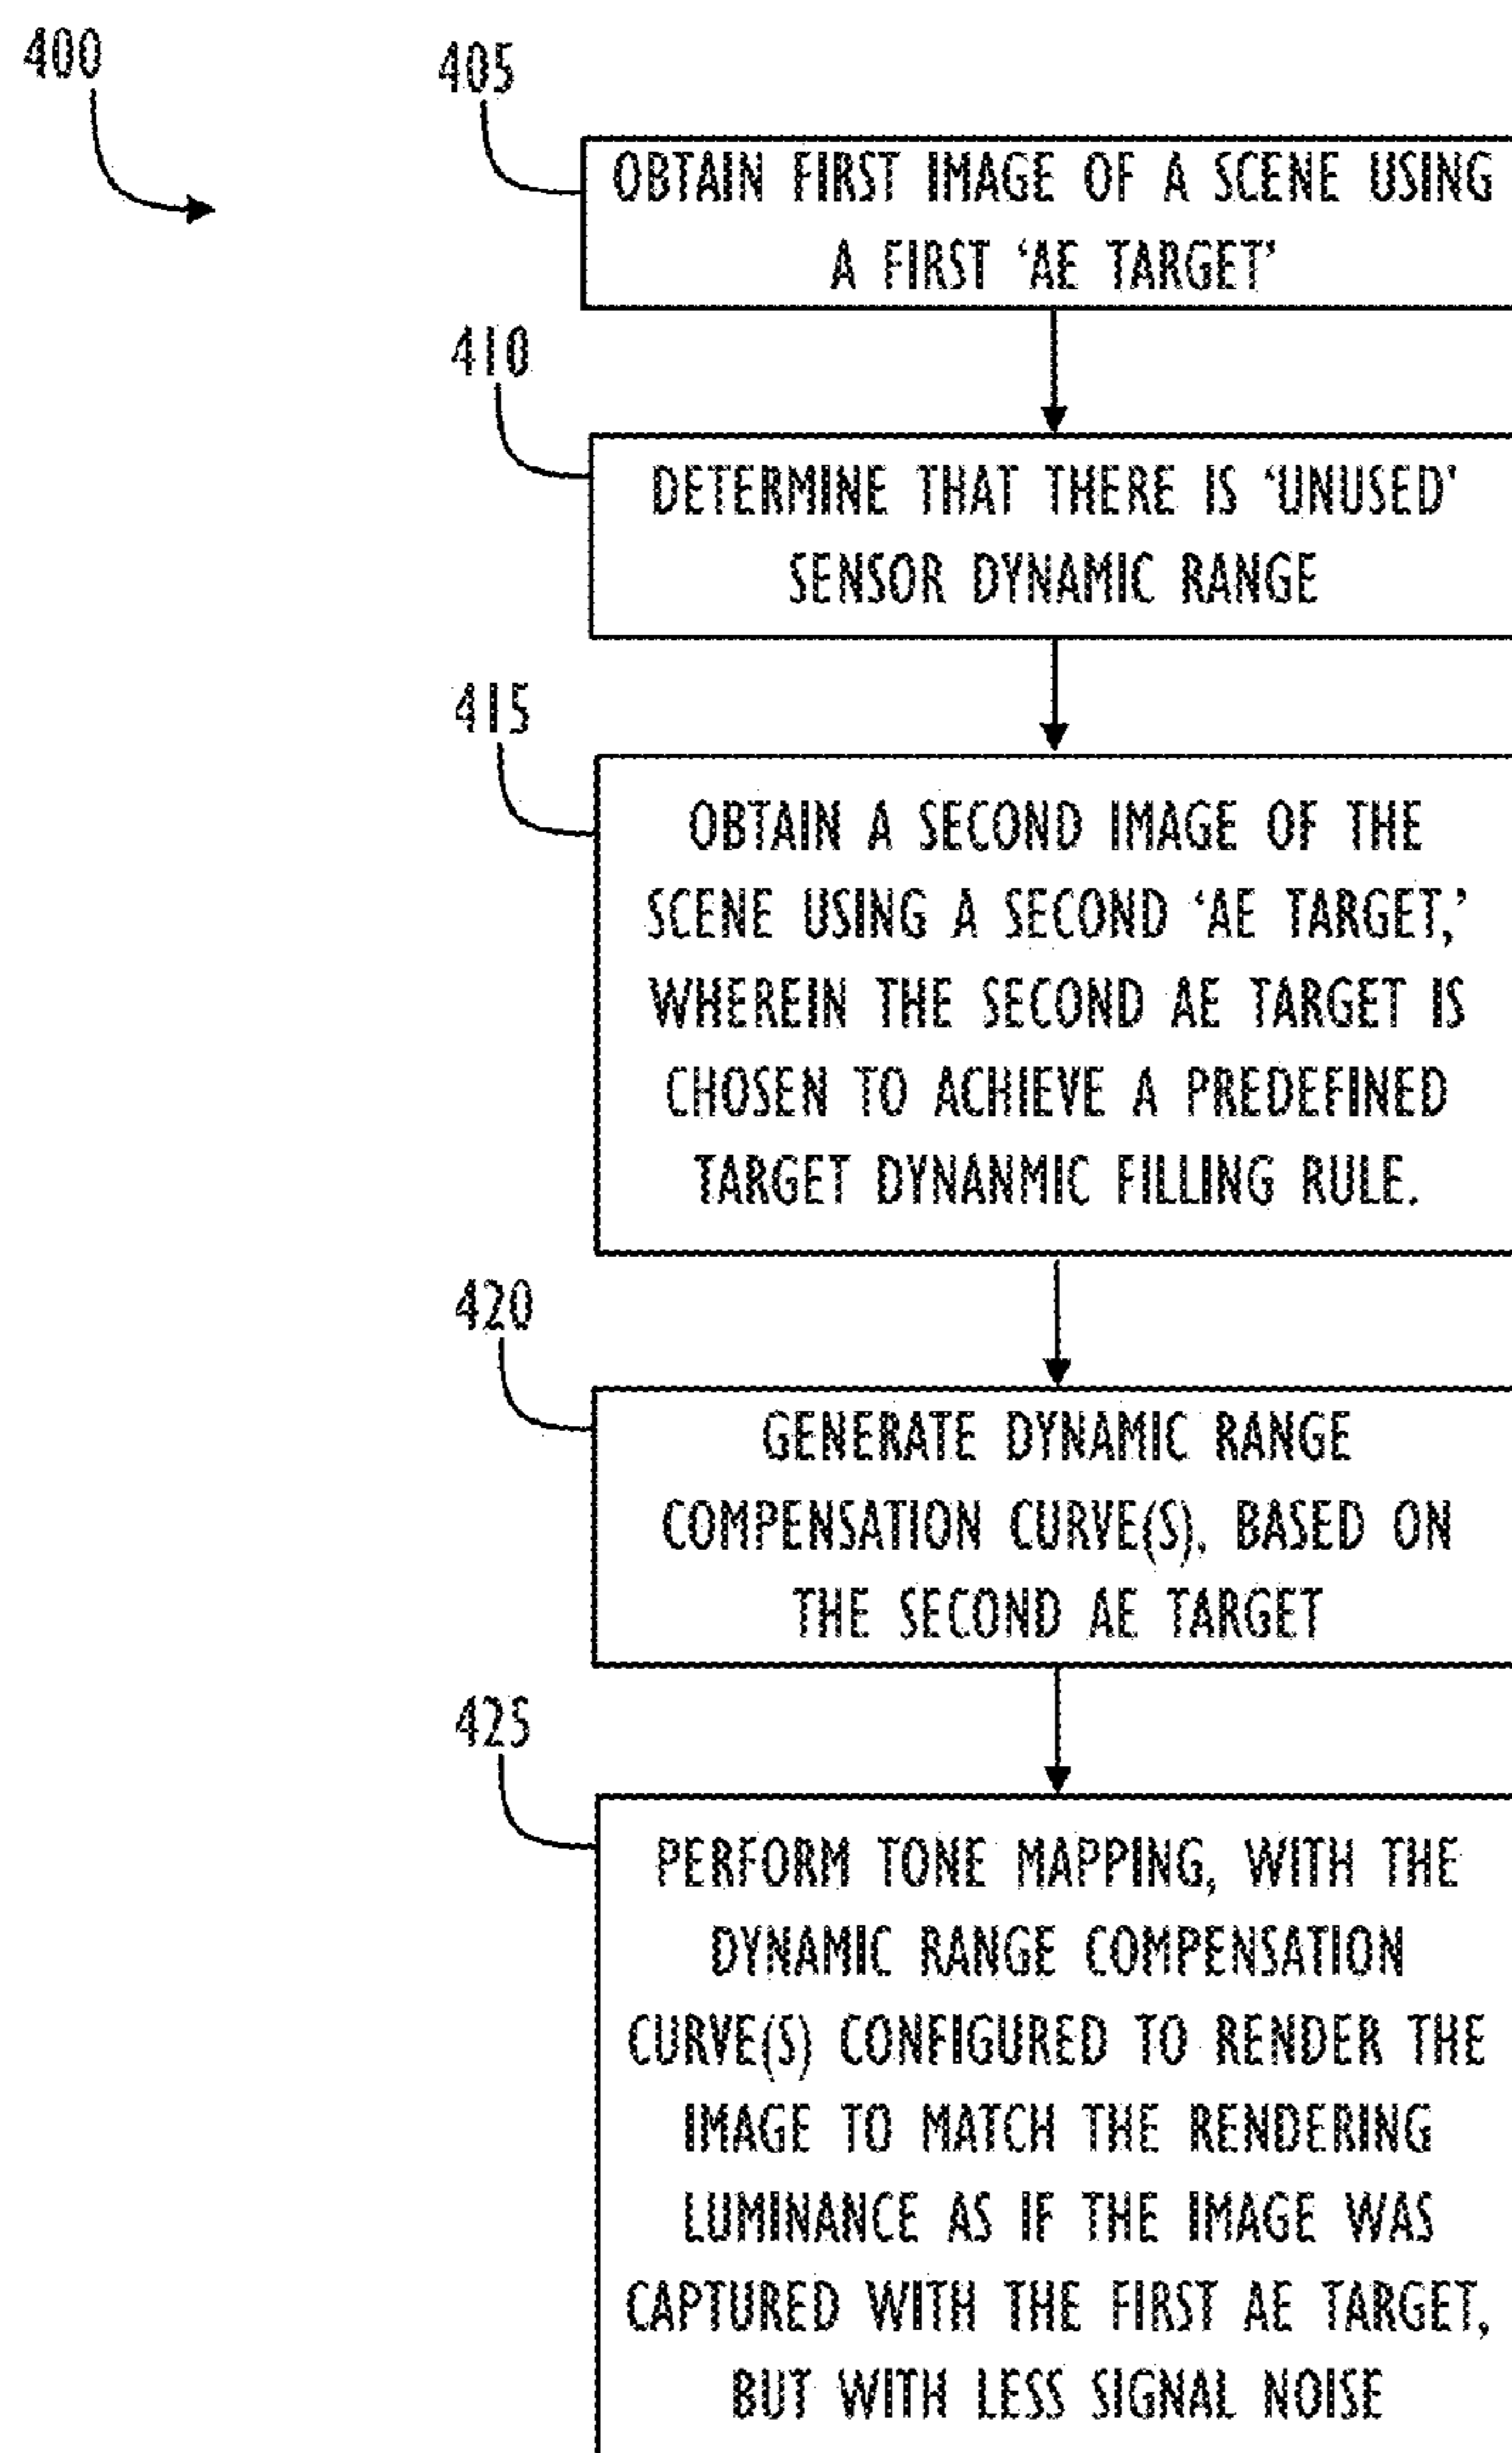 400
405
OBTAIN FIRST IMAGE OF A SCENE USING
A FIRST ‘AE TARGET’
410
DETERMINE THAT THERE IS ‘UNUSED’
SENSOR DYNAMIC RANGE
415
OBTAIN A SECOND IMAGE OF THE
SCENE USING A SECOND ‘AE TARGET,’
WHEREIN THE SECOND AE TARGET IS
CHOSEN TO ACHIEVE A PREDEFINED
TARGET DYNANMIC FILLING RULE.
420
GENERATE DYNAMIC RANGE
COMPENSATION CURVE(S), BASED ON
THE SECOND AE TARGET
425
PERFORM TONE MAPPING, WITH THE
DYNAMIC RANGE COMPENSATION
CURVE(S) CONFIGURED TO RENDER THE
IMAGE TO MATCH THE RENDERING
LUMINANCE AS IF THE IMAGE WAS
CAPTURED WITH THE FIRST AE TARGET,
BUT WITH LESS SIGNAL NOISE